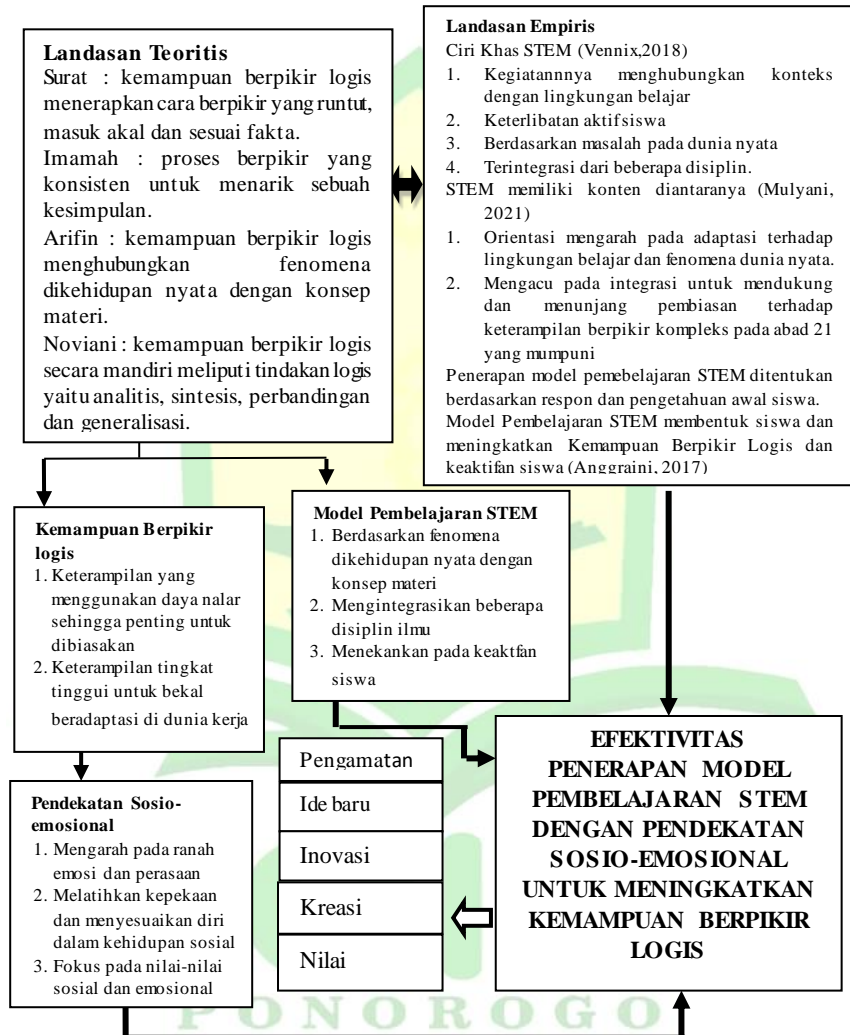 Landasan Teoritis
Surat : kemampuan berpikir logis
menerapkan cara berpikir yang runtut,
masuk akal dan sesuai fakta.
Imamah : proses berpikir yang
konsisten untuk menarik sebuah
kesimpulan.
Arifin : kemampuan berpikir logis
menghubungkan fenomena
dikehidupan nyata dengan konsep
materi.
Noviani : kemampuan berpikir logis
secara mandiri meliputi tindakan logis
yaitu analitis, sintesis, perbandingan
dan generalisasi.
Landasan Empiris
Ciri Khas STEM (Vennix,2018)
1. Kegiatannnya menghubungkan konteks
dengan lingkungan belajar
2. Keterlibatan aktif siswa
3. Berdasarkan masalah pada dunia nyata
4. Terintegrasi dari beberapa disiplin.
STEM memiliki konten diantaranya (Mulyani,
2021)
1. Orientasi mengarah pada adaptasi terhadap
lingkungan belajar dan fenomena dunia nyata.
2. Mengacu pada integrasi untuk mendukung
dan menunjang pembiasan terhadap
keterampilan berpikir kompleks pada abad 21
yang mumpuni
Penerapan model pemebelajaran STEM ditentukan
berdasarkan respon dan pengetahuan awal siswa.
Model Pembelajaran STEM membentuk siswa dan
meningkatkan Kemampuan Berpikir Logis dan
keaktifan siswa (Anggraini, 2017)
Kemampuan Berpikir
logis
1. Keterampilan yang
menggunakan daya nalar
sehingga penting untuk
dibiasakan
2. Keterampilan tingkat
tinggui untuk bekal
beradaptasi di dunia kerja
Model Pembelajaran STEM
1. Berdasarkan fenomena
dikehidupan nyata dengan
konsep materi
2. Mengintegrasikan beberapa
disiplin ilmu
3. Menekankan pada keaktfan
siswa
Pendekatan Sosio-
emosional
1. Mengarah pada ranah
emosi dan perasaan
2. Melatihkan kepekaan
dan menyesuaikan diri
dalam kehidupan sosial
3. Fokus pada nilai-nilai
sosial dan emosional
Pengamatan
Ide baru
Inovasi
Kreasi
Nilai
EFEKTIVITAS
PENERAPAN MODEL
PEMBELAJARAN STEM
DENGAN PENDEKATAN
SOSIO-EMOSIONAL
UNTUK MENINGKATKAN
KEMAMPUAN BERPIKIR
LOGIS
PONOROGO